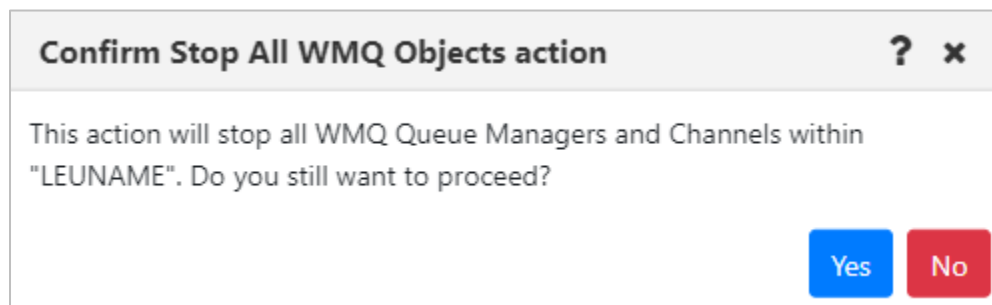 Confirm Stop All WMQ Objects action ? ×
This action will stop all WMQ Queue Managers and Channels within
"LEUNAME". Do you still want to proceed?
Yes No